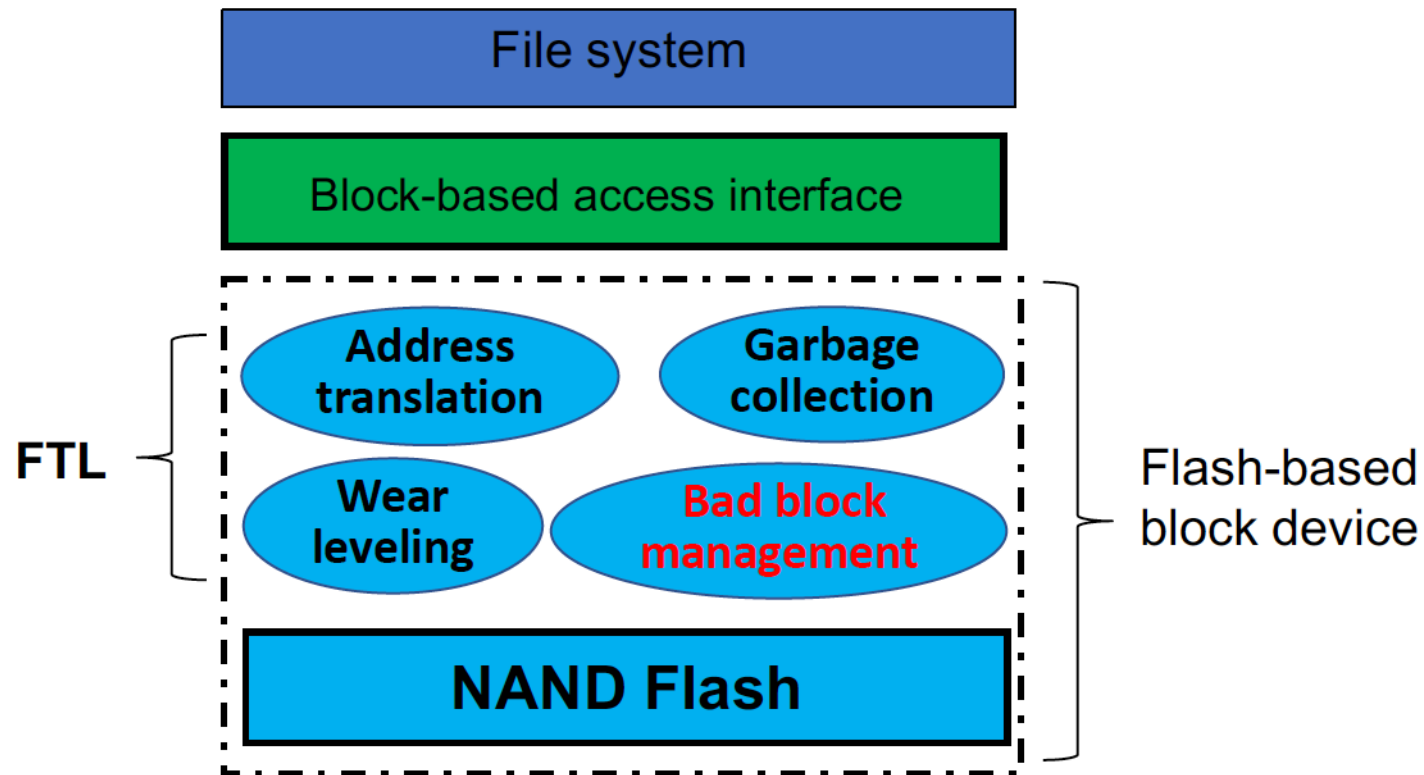 File system
Block-based access interface
Address
translation
Garbage
collection
FTL
Wear
leveling
Bad block
management
Flash-based
block device
NAND Flash